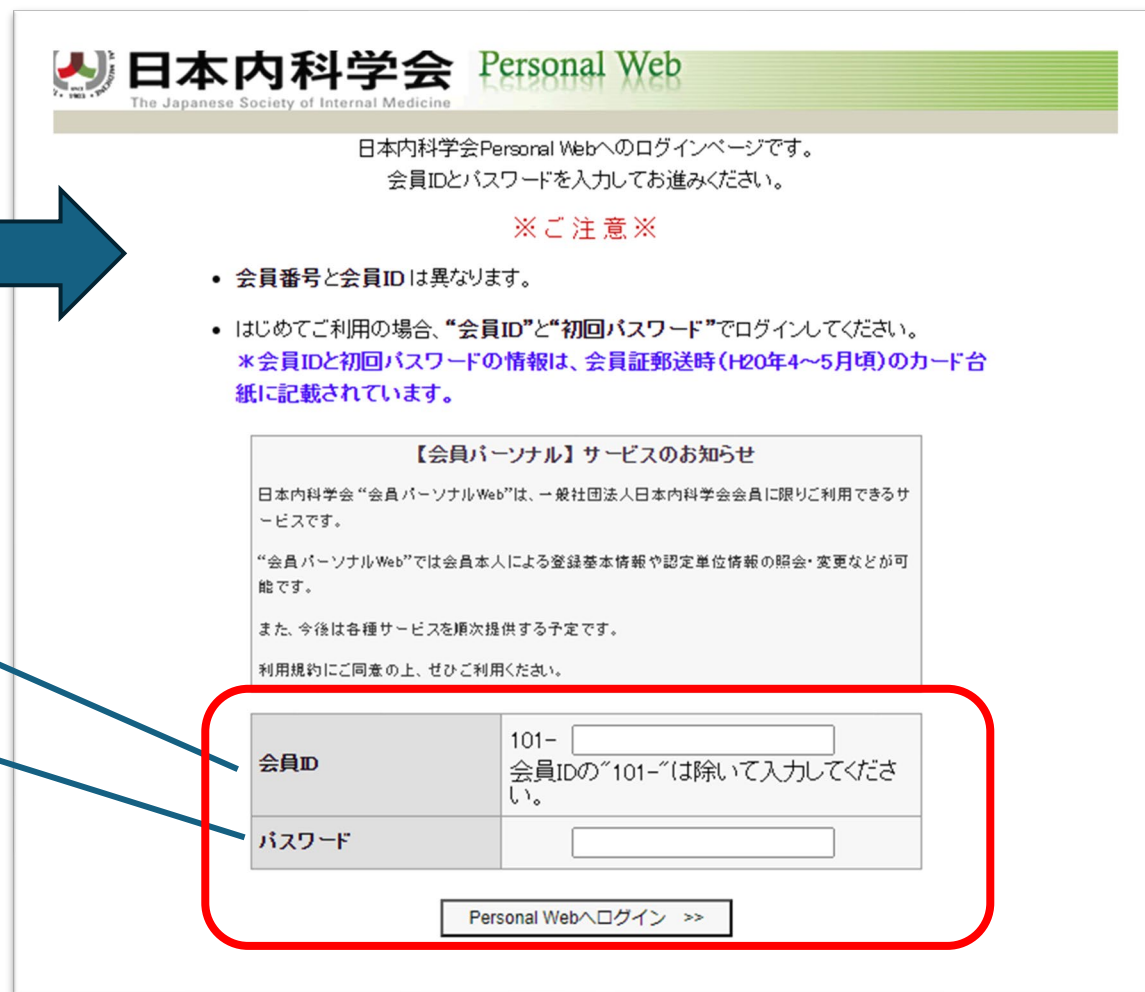 日本内科学会 Personal Web
The Japanese Society of Internal Medicine
日本内科学会Personal Webへのログインページです。
会員IDとパスワードを入力してお進みください。
※ご注意※
• 会員番号と会員IDは異なります。
• はじめてご利用の場合、“会員ID”と“初回パスワード”でログインしてください。
＊会員IDと初回パスワードの情報は、会員証郵送時（H20年4～5月頃）のカード台
紙に記載されています。
【会員パーソナル】サービスのお知らせ
日本内科学会“会員パーソナルWeb”は、一般社団法人日本内科学会会員に限りご利用できるサ
ービスです。
“会員パーソナルWeb”では会員本人による登録基本情報や認定単位情報の照会・変更などが可
能です。
また、今後は各種サービスを順次提供する予定です。
利用規約にご同意の上、ぜひご利用ください。
会員ID
101-
会員IDの″101-″は除いて入力してくださ
い。
パスワード
Personal Webへログイン >>